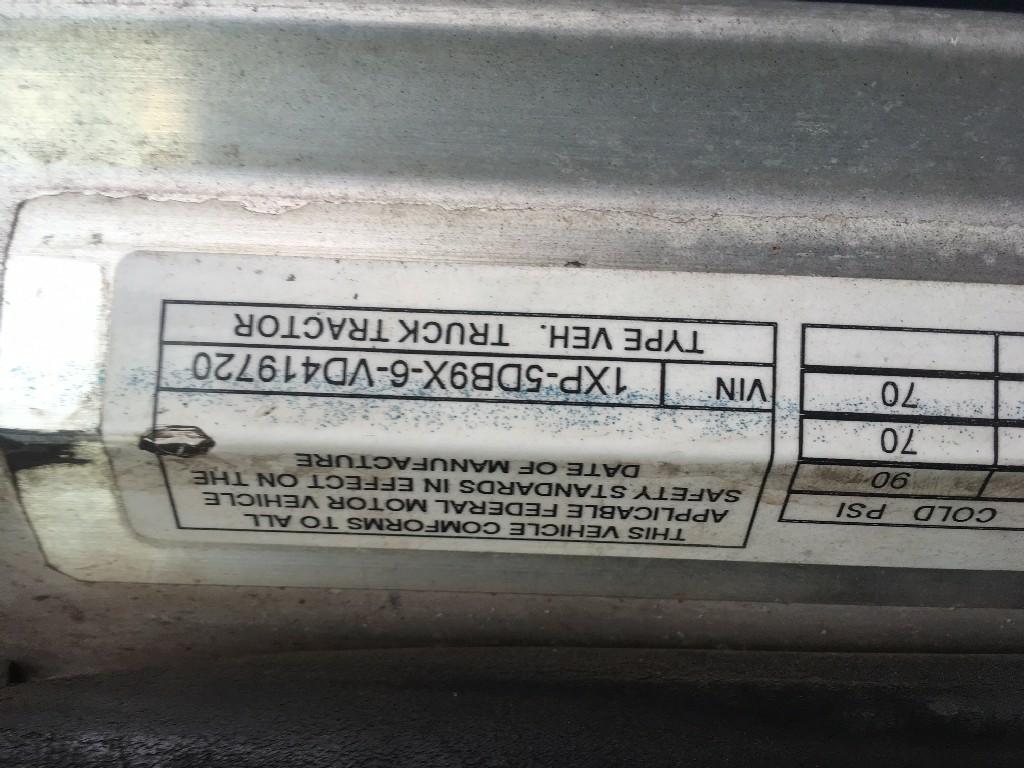 COLD PSI
90
70
70
THIS VEHICLE COMFORMS TO ALL
APPLICABLE FEDERAL MOTOR VEHICLE
SAFETY STANDARDS IN EFFECT ON THE
DATE OF MANUFACTURE
VIN 1XP-5DB9X-6-VD419720
TYPE VEH. TRUCK TRACTOR